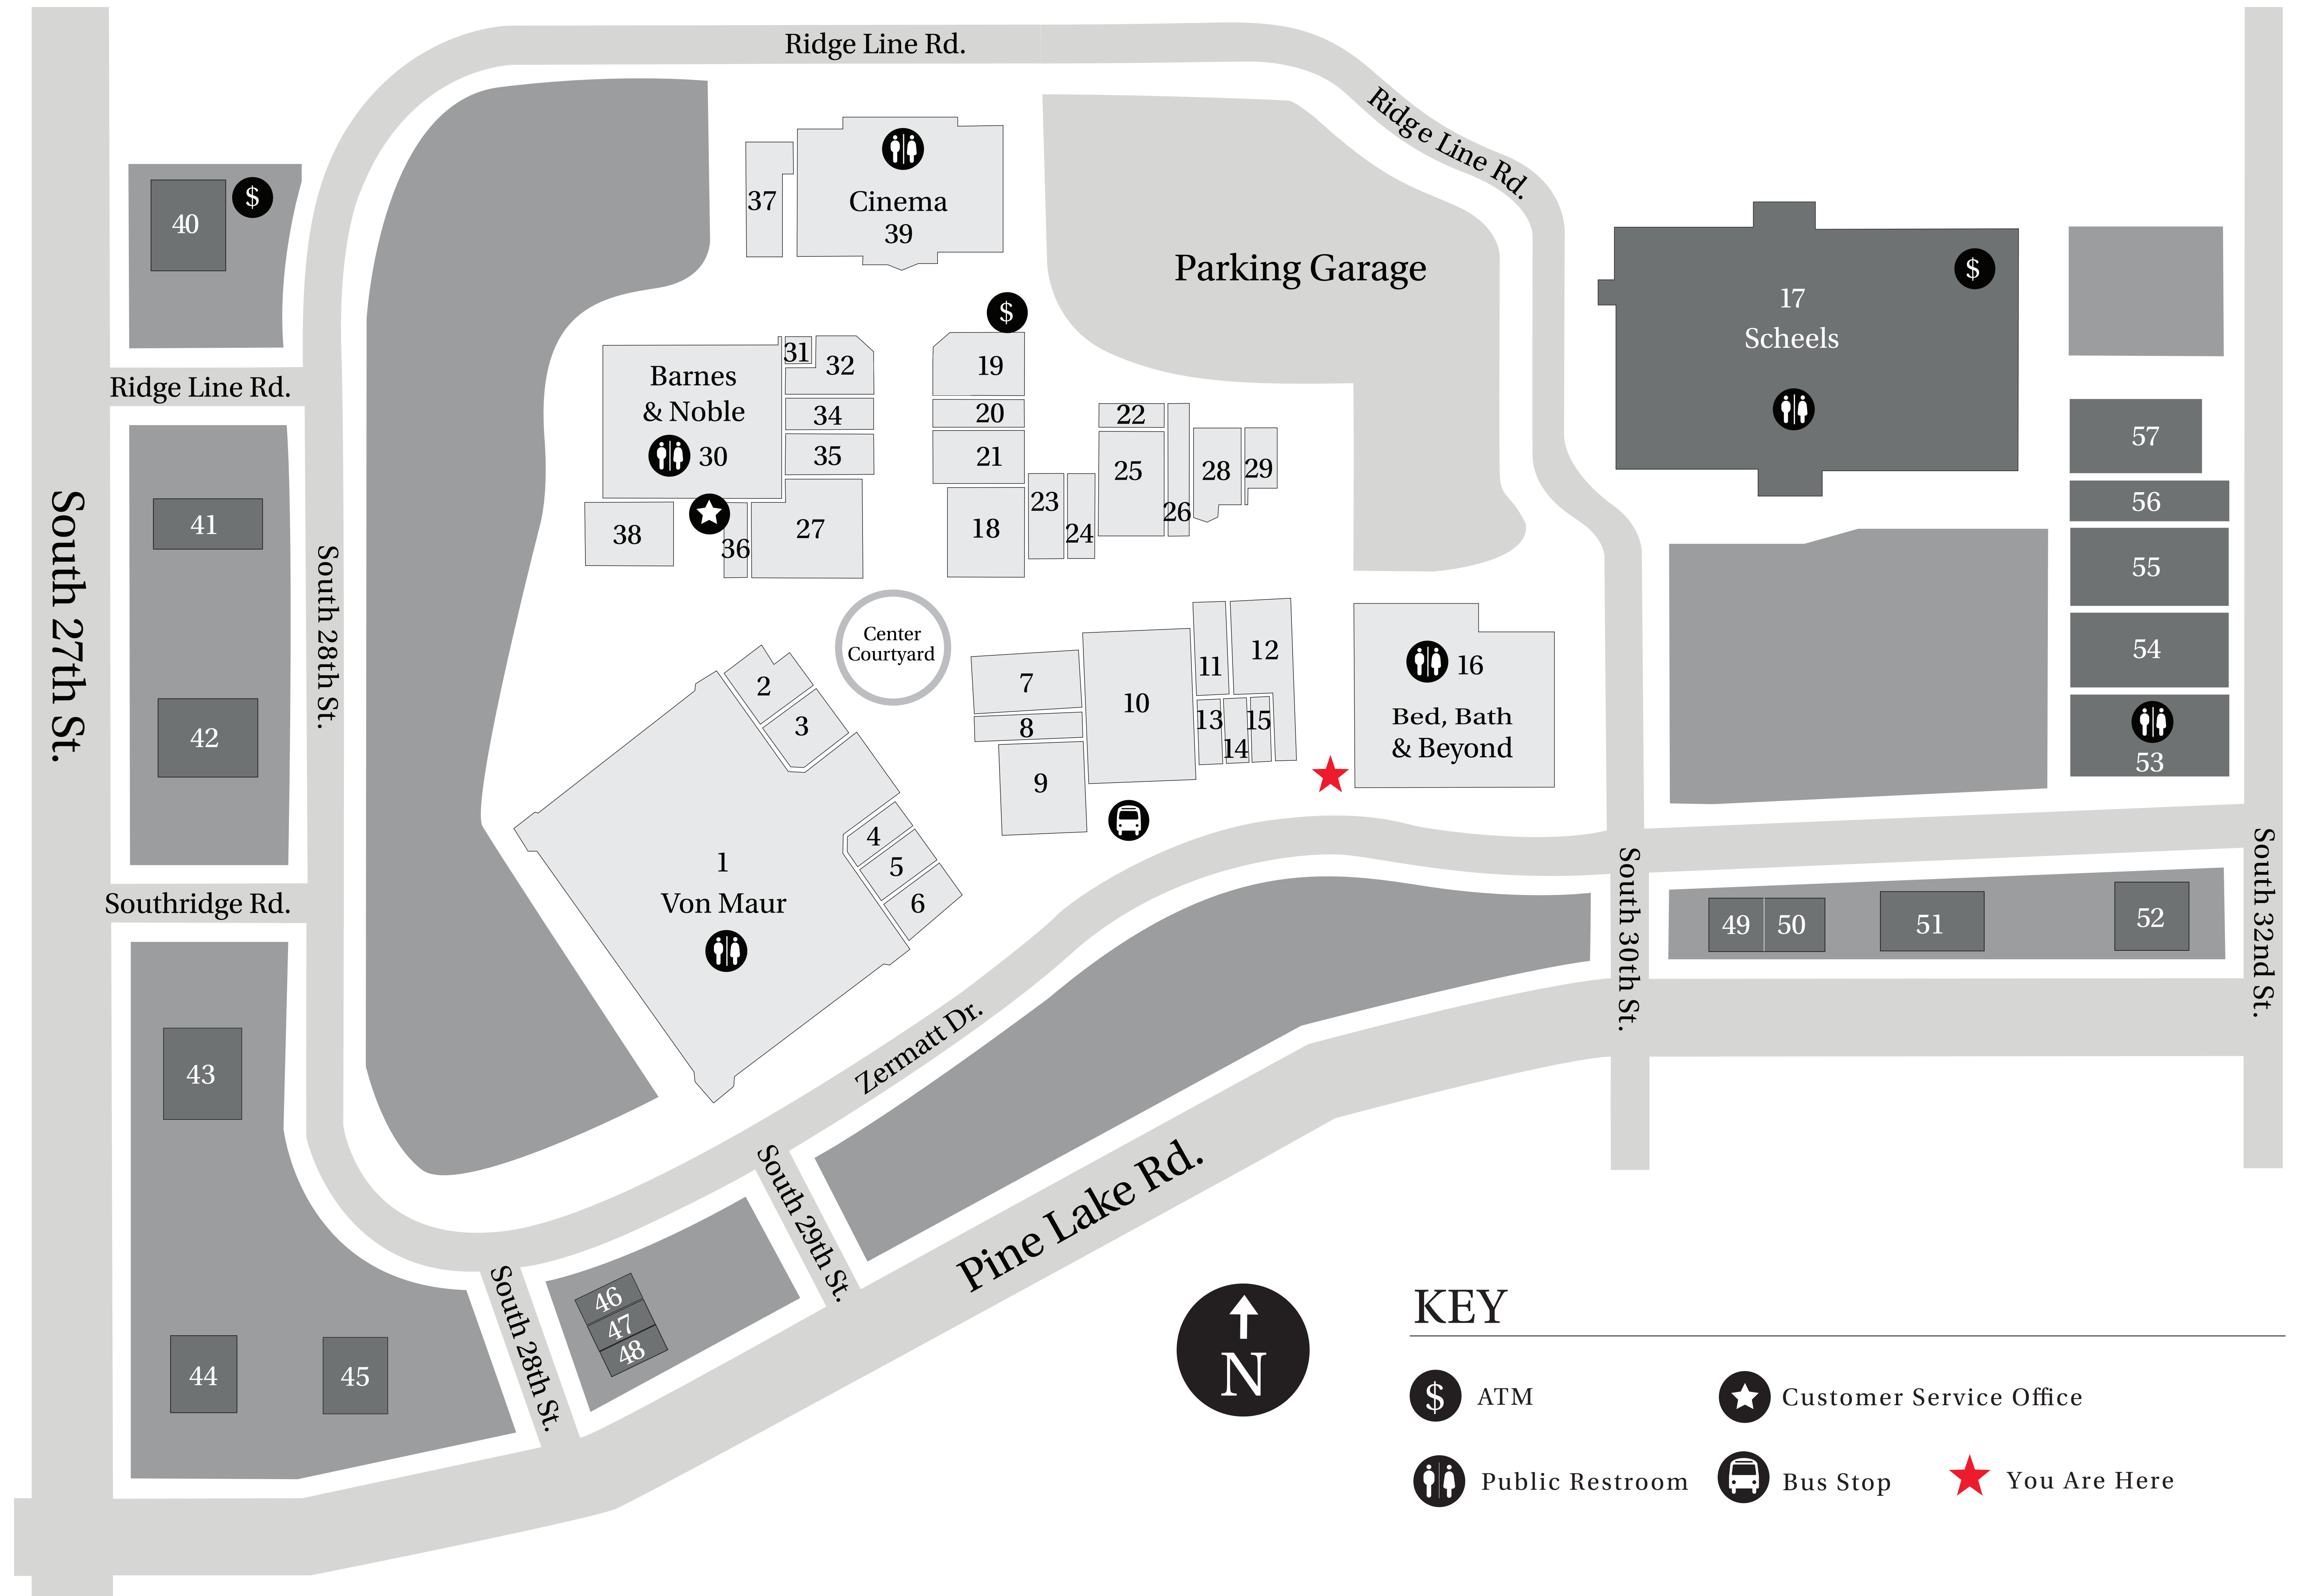 Ridge Line Rd.
Ridge Line Rd.
40
$
37
Cinema
39
Parking Garage
$
17
Scheels
$
Ridge Line Rd.
South 27th St.
South 28th St.
41
42
Barnes
& Noble
30
31
32
34
35
38
36
27
19
20
21
18
23
24
22
25
26
28
29
57
56
55
54
53
Center
Courtyard
2
3
7
8
9
10
11
12
13
14
15
16
Bed, Bath
& Beyond
1
Von Maur
4
5
6
Southridge Rd.
43
44
45
Zermatt Dr.
South 30th St.
49
50
51
52
South 32nd St.
South 28th St.
46
47
48
South 29th St.
Pine Lake Rd.
N
KEY
$ ATM
Customer Service Office
Public Restroom
Bus Stop
You Are Here